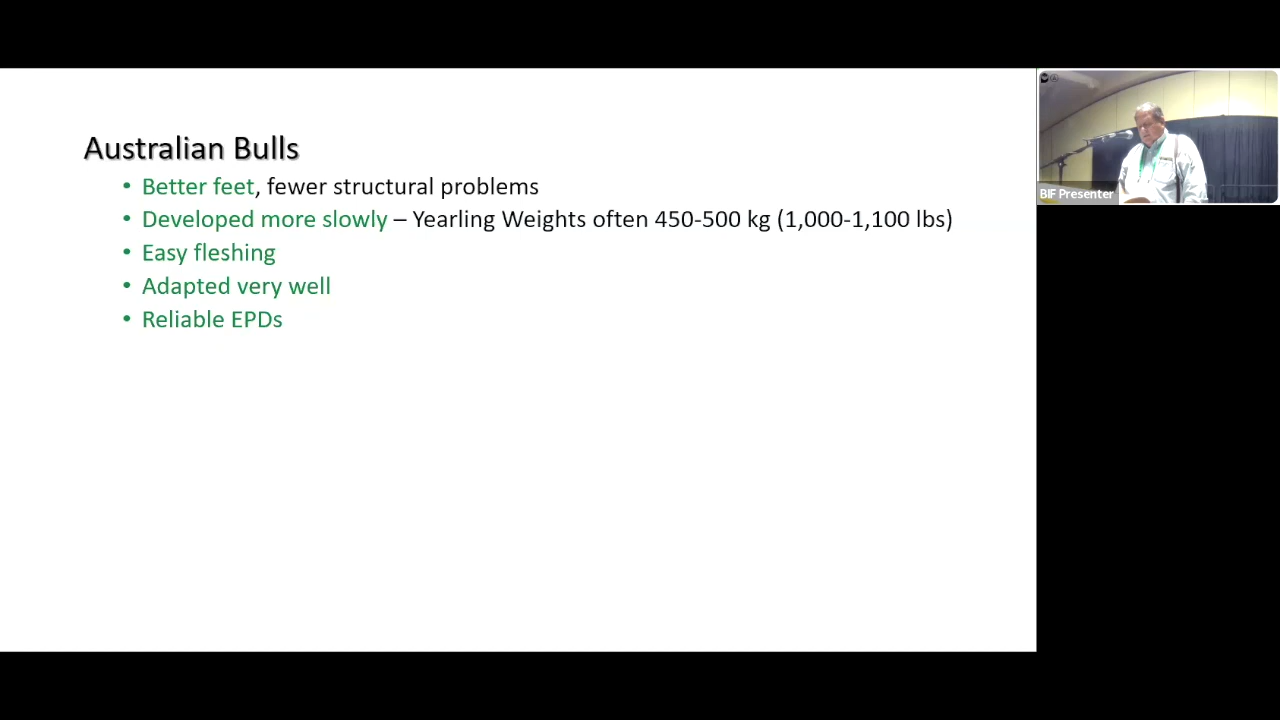 Australian Bulls
• Better feet, fewer structural problems
• Developed more slowly – Yearling Weights often 450-500 kg (1,000-1,100 lbs)
• Easy fleshing
• Adapted very well
• Reliable EPDs
BIF Presenter